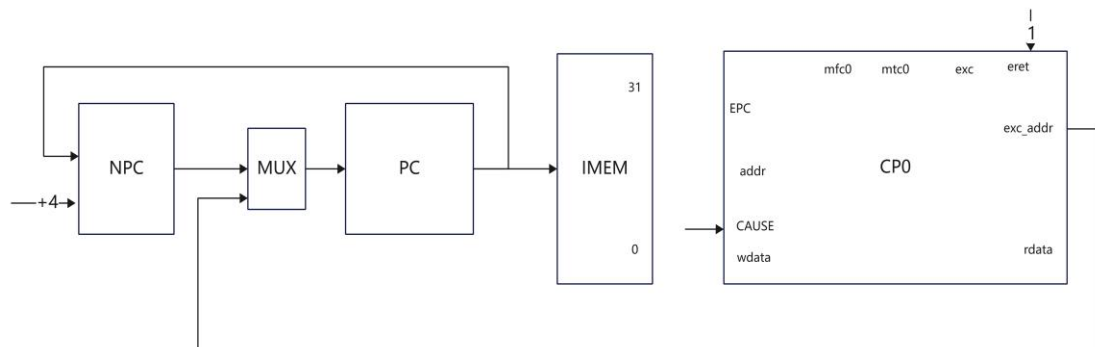 1
mfc0 mtc0 exc eret
31
EPC
exc_addr
NPC
MUX
PC
IMEM
addr
CP0
+4
CAUSE
0
wdata
rdata